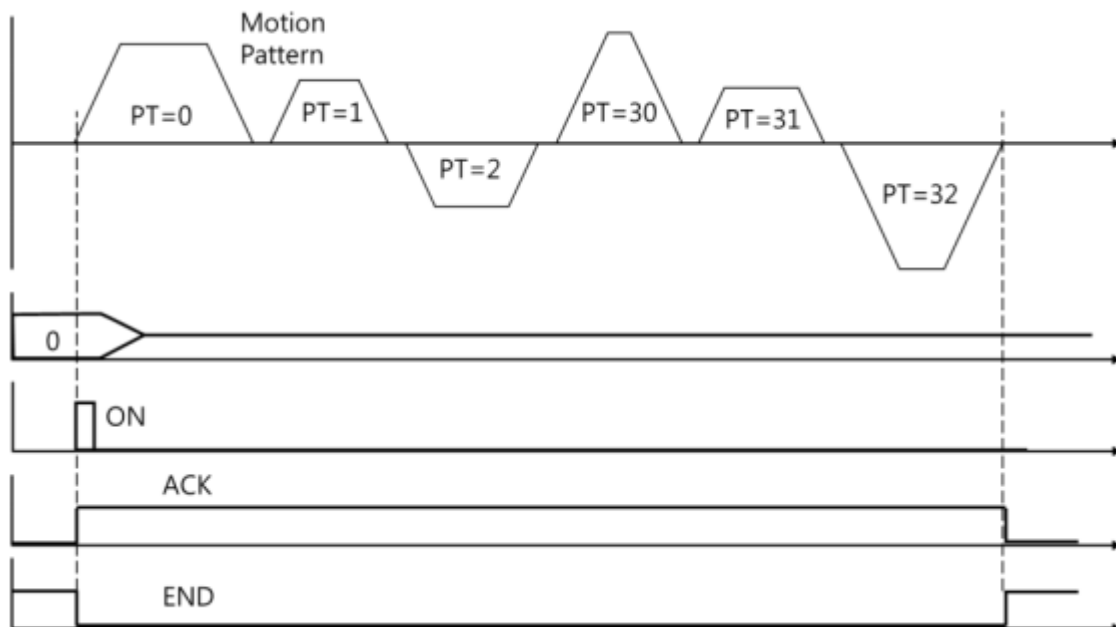 Motion
Pattern
PT=0
PT=1
PT=2
PT=30
PT=31
PT=32
0
ON
ACK
END